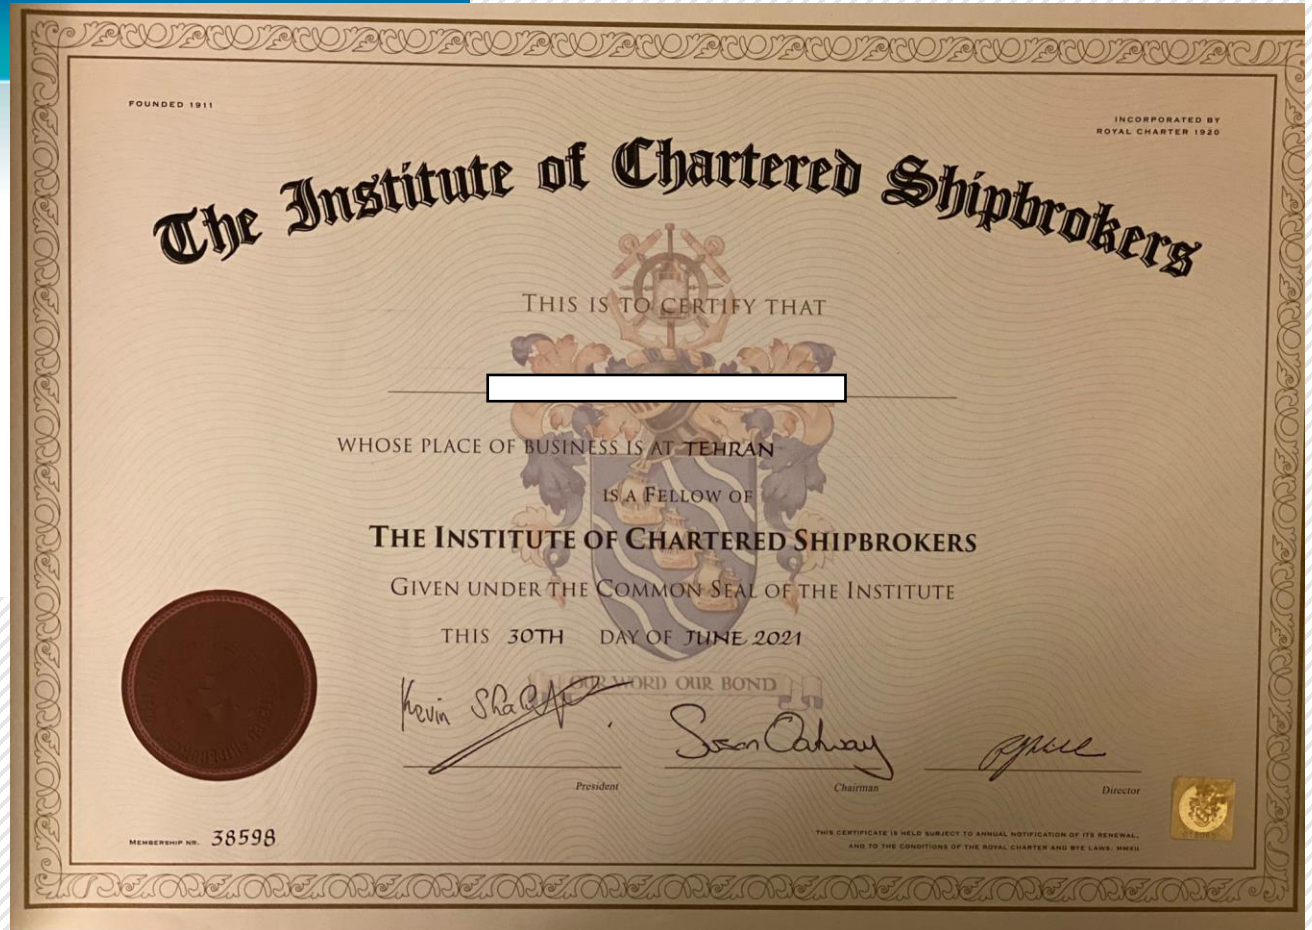 FOUNDED 1911
INCORPORATED BY
ROYAL CHARTER 1920
The Institute of Chartered Shipbrokers
THIS IS TO CERTIFY THAT
WHOSE PLACE OF BUSINESS IS AT TEHRAN
IS A FELLOW OF
THE INSTITUTE OF CHARTERED SHIPBROKERS
GIVEN UNDER THE COMMON SEAL OF THE INSTITUTE
THIS 30TH DAY OF JUNE 2021
OUR WORD OUR BOND
Kevin
Susan Oatway
President
Chairman
Director
MEMBERSHIP NR. 38598
THIS CERTIFICATE IS HELD SUBJECT TO ANNUAL NOTIFICATION OF ITS RENEWAL,
AND TO THE CONDITIONS OF THE ROYAL CHARTER AND BYE LAWS. MMXII